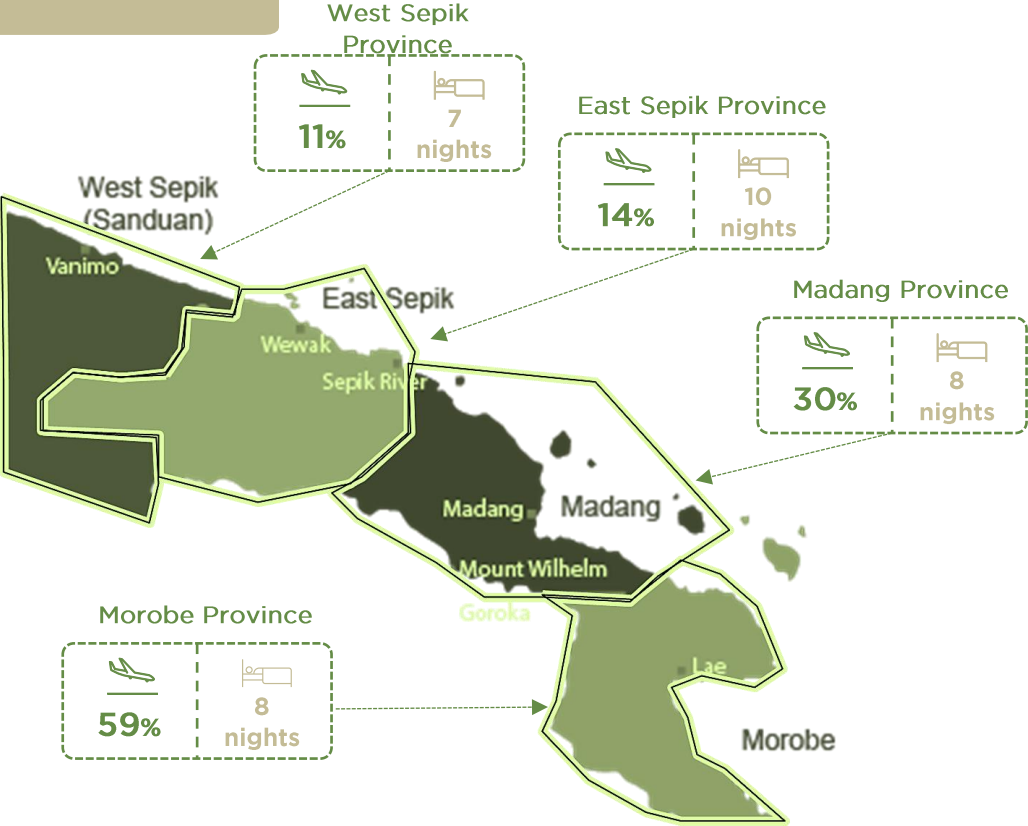 West Sepik
Province
11%
7
nights
East Sepik Province
14%
10
nights
West Sepik
(Sanduan)
Vanimo
East Sepik
Wewak
Sepik River
Madang Province
30%
8
nights
Madang
Madang
Mount Wilhelm
Goroka
Morobe Province
59%
8
nights
Lae
Morobe